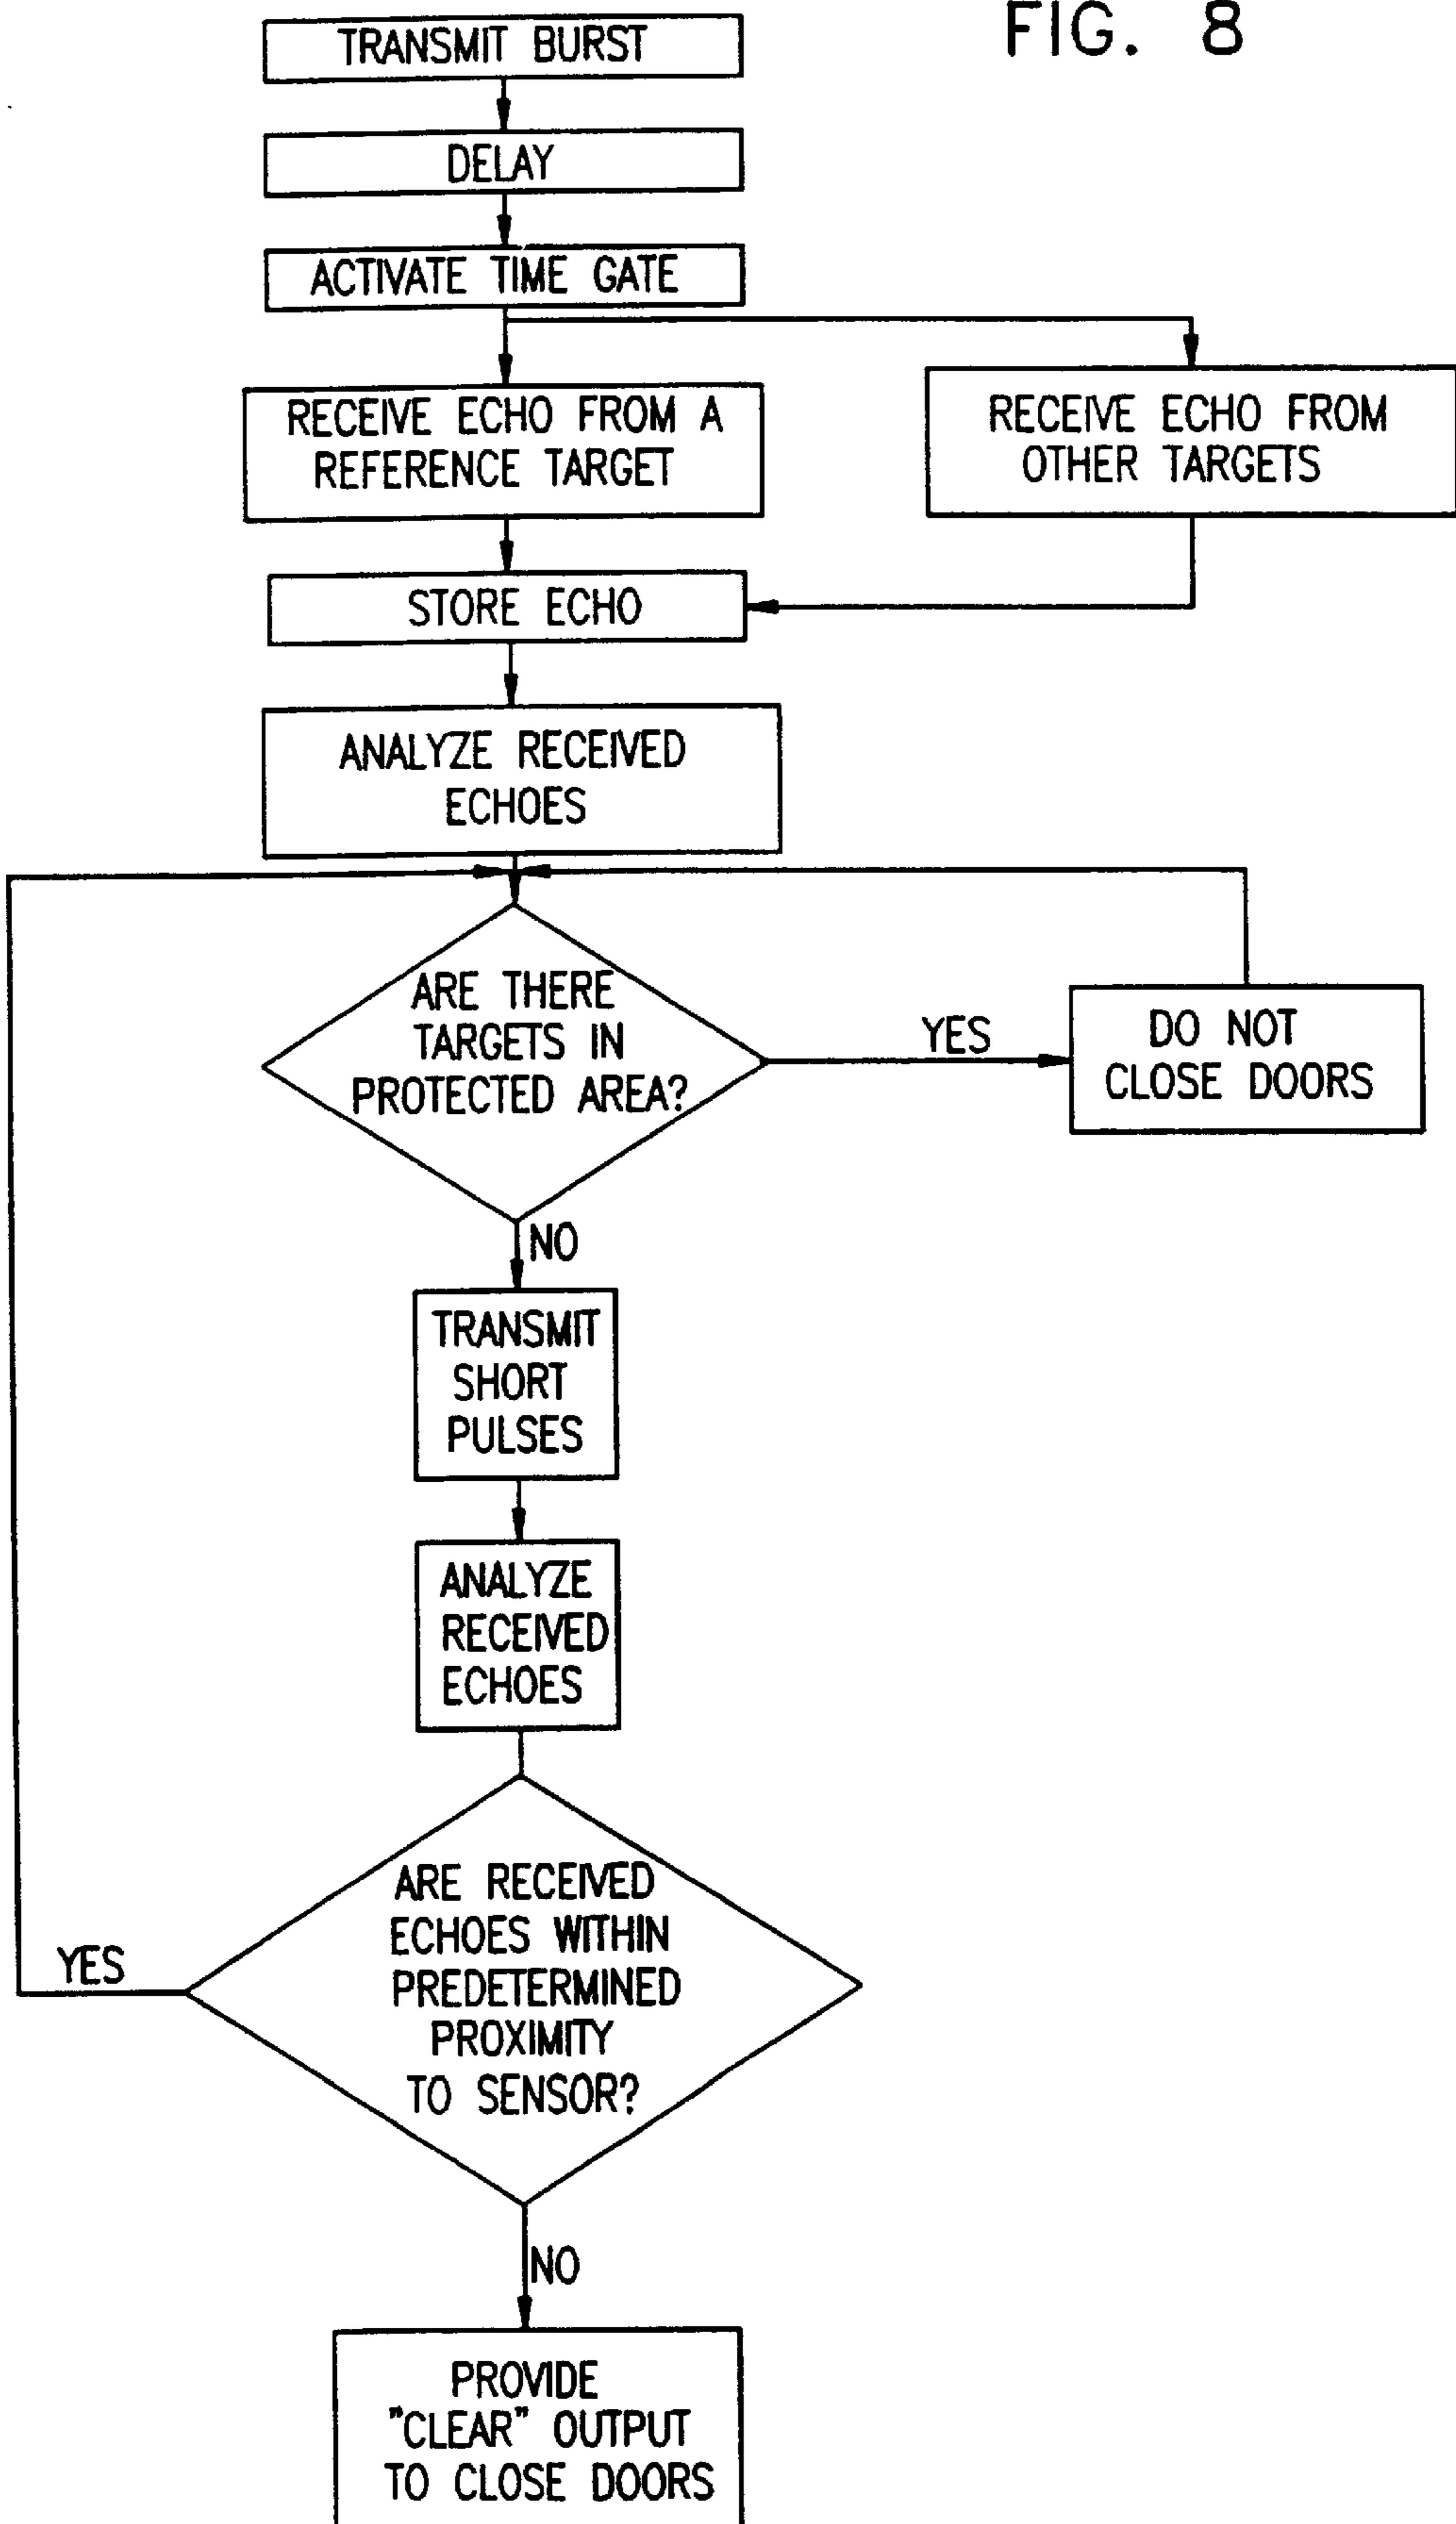 FIG. 8
TRANSMIT BURST
DELAY
ACTIVATE TIME GATE
RECEIVE ECHO FROM A
REFERENCE TARGET
RECEIVE ECHO FROM
OTHER TARGETS
STORE ECHO
ANALYZE RECEIVED
ECHOES
ARE THERE
TARGETS IN
PROTECTED AREA?
YES
DO NOT
CLOSE DOORS
NO
TRANSMIT
SHORT
PULSES
ANALYZE
RECEIVED
ECHOES
ARE RECEIVED
ECHOES WITHIN
PREDETERMINED
PROXIMITY
TO SENSOR?
YES
NO
PROVIDE
"CLEAR" OUTPUT
TO CLOSE DOORS